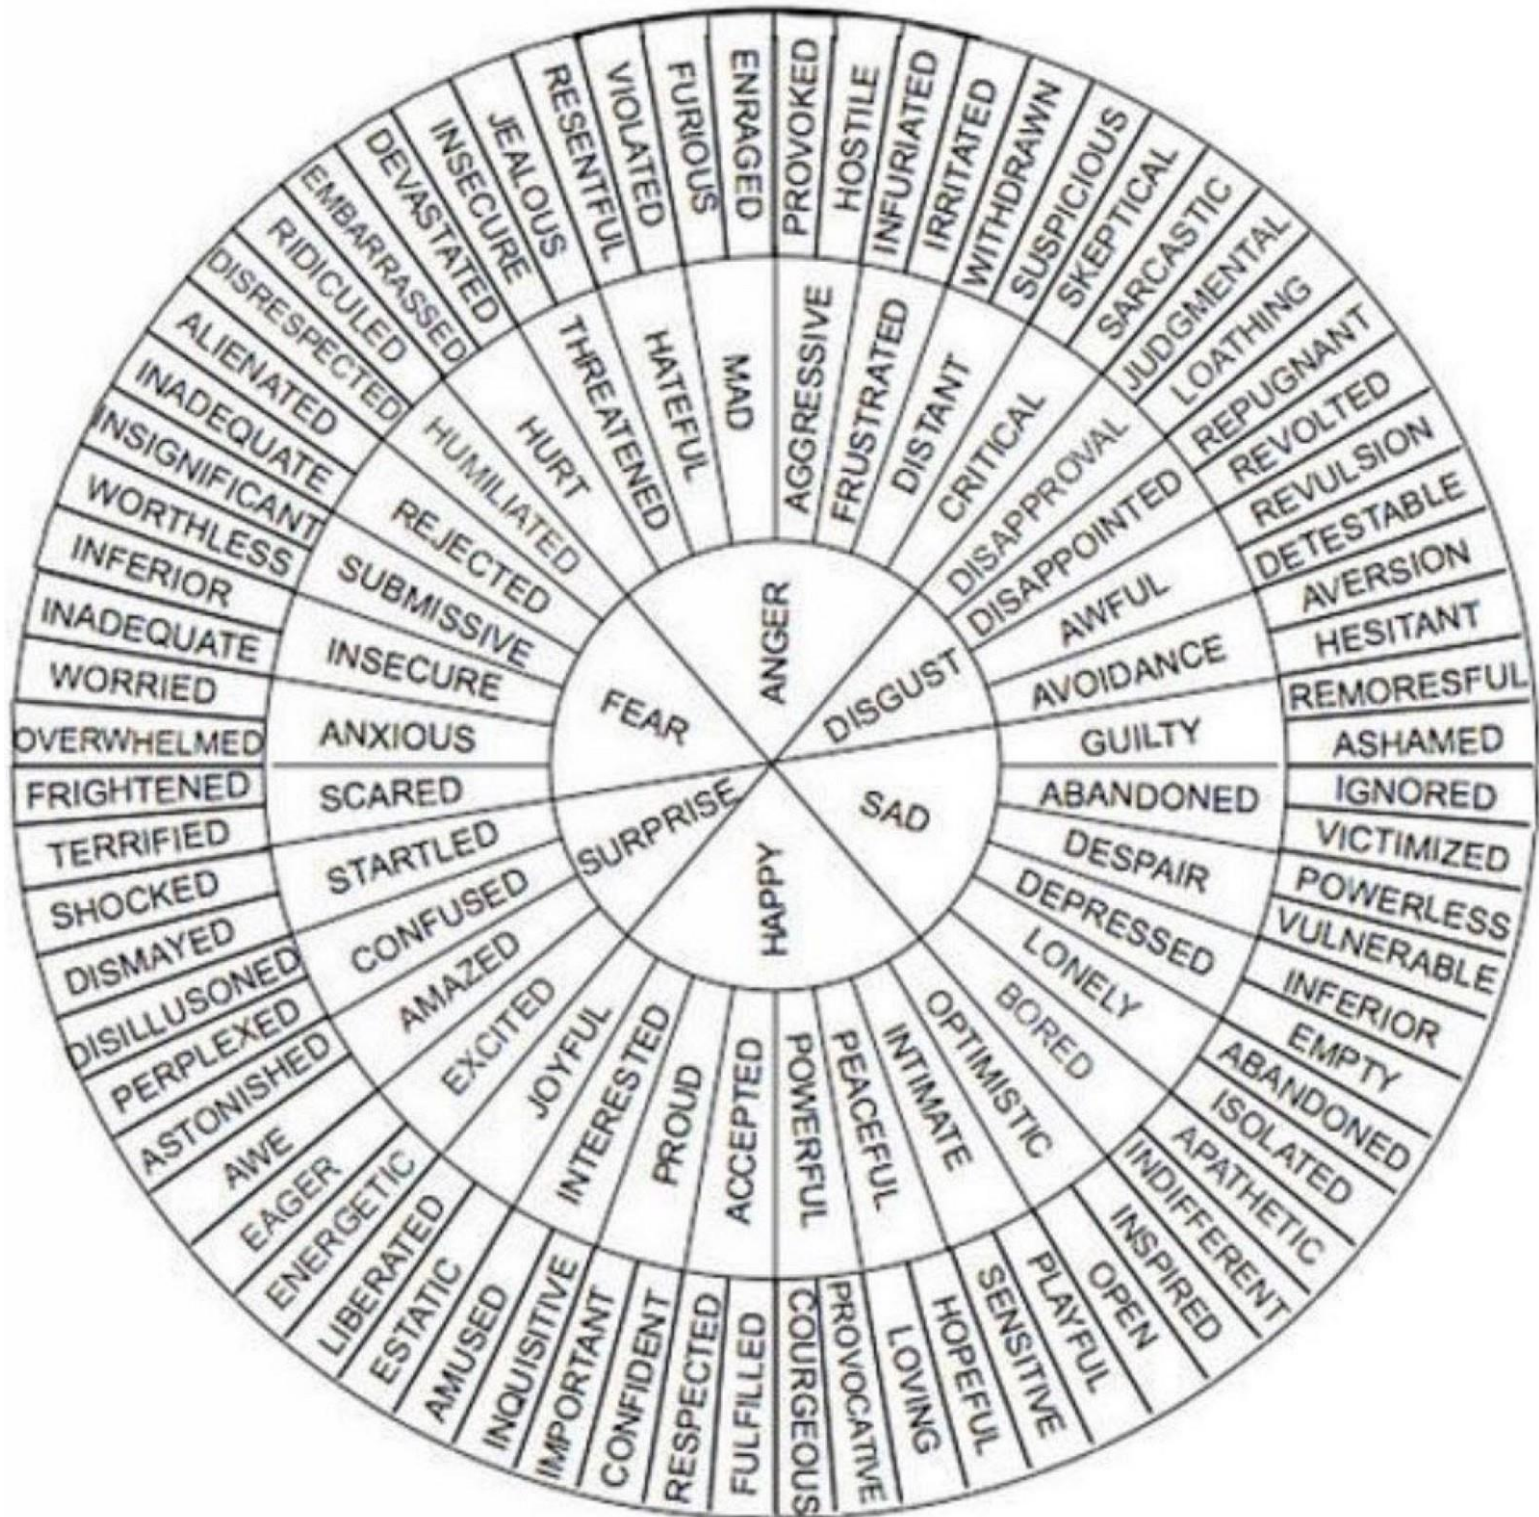 ANGER
DISGUST
SAD
HAPPY
SURPRISE
FEAR
MAD
AGGRESSIVE
FRUSTRATED
DISTANT
CRITICAL
DISAPPROVAL
DISAPPOINTED
AWFUL
AVOIDANCE
GUILTY
ABANDONED
DESPAIR
DEPRESSED
LONELY
BORED
OPTIMISTIC
INTIMATE
PEACEFUL
POWERFUL
ACCEPTED
PROUD
INTERESTED
JOYFUL
EXCITED
AMAZED
CONFUSED
STARTLED
SCARED
ANXIOUS
INSECURE
SUBMISSIVE
REJECTED
HUMILIATED
HURT
THREATENED
HATEFUL
ENRAGED
PROVOKED
HOSTILE
INFURIATED
IRRITATED
WITHDRAWN
SUSPICIOUS
SKEPTICAL
SARCASTIC
JUDGMENTAL
LOATHING
REPUGNANT
REVOLTED
REVULSION
DETESTABLE
AVERSION
HESITANT
REMORESFUL
ASHAMED
IGNORED
VICTIMIZED
POWERLESS
VULNERABLE
INFERIOR
EMPTY
ABANDONED
ISOLATED
APATHETIC
INDIFFERENT
INSPIRED
OPEN
PLAYFUL
SENSITIVE
HOPEFUL
LOVING
PROVOCATIVE
COURGEOUS
FULFILLED
RESPECTED
CONFIDENT
IMPORTANT
INQUISITIVE
AMUSED
ESTATIC
LIBERATED
ENERGETIC
EAGER
AWE
ASTONISHED
PERPLEXED
DISILLUSONED
DISMAYED
SHOCKED
TERRIFIED
FRIGHTENED
OVERWHELMED
WORRIED
INADEQUATE
INFERIOR
WORTHLESS
INSIGNIFICANT
INADEQUATE
ALIENATED
DISRESPECTED
RIDICULED
EMBARRASSED
DEVASTATED
INSECURE
JEALOUS
RESENTFUL
VIOLATED
FURIOUS